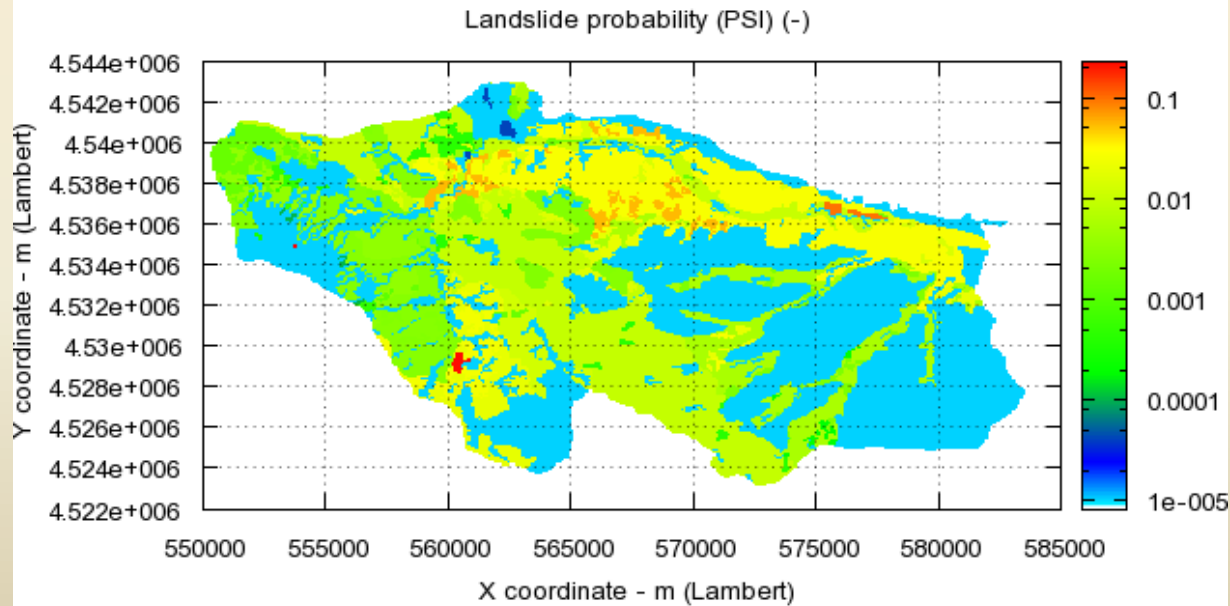 Landslide probability (PSI) (-)
4.544e+006
4.542e+006
4.54e+006
4.538e+006
4.536e+006
4.534e+006
4.532e+006
4.53e+006
4.528e+006
4.526e+006
4.524e+006
4.522e+006
Y coordinate - m (Lambert)
550000 555000 560000 565000 570000 575000 580000 585000
X coordinate - m (Lambert)
0.1
0.01
0.001
0.0001
1e-005